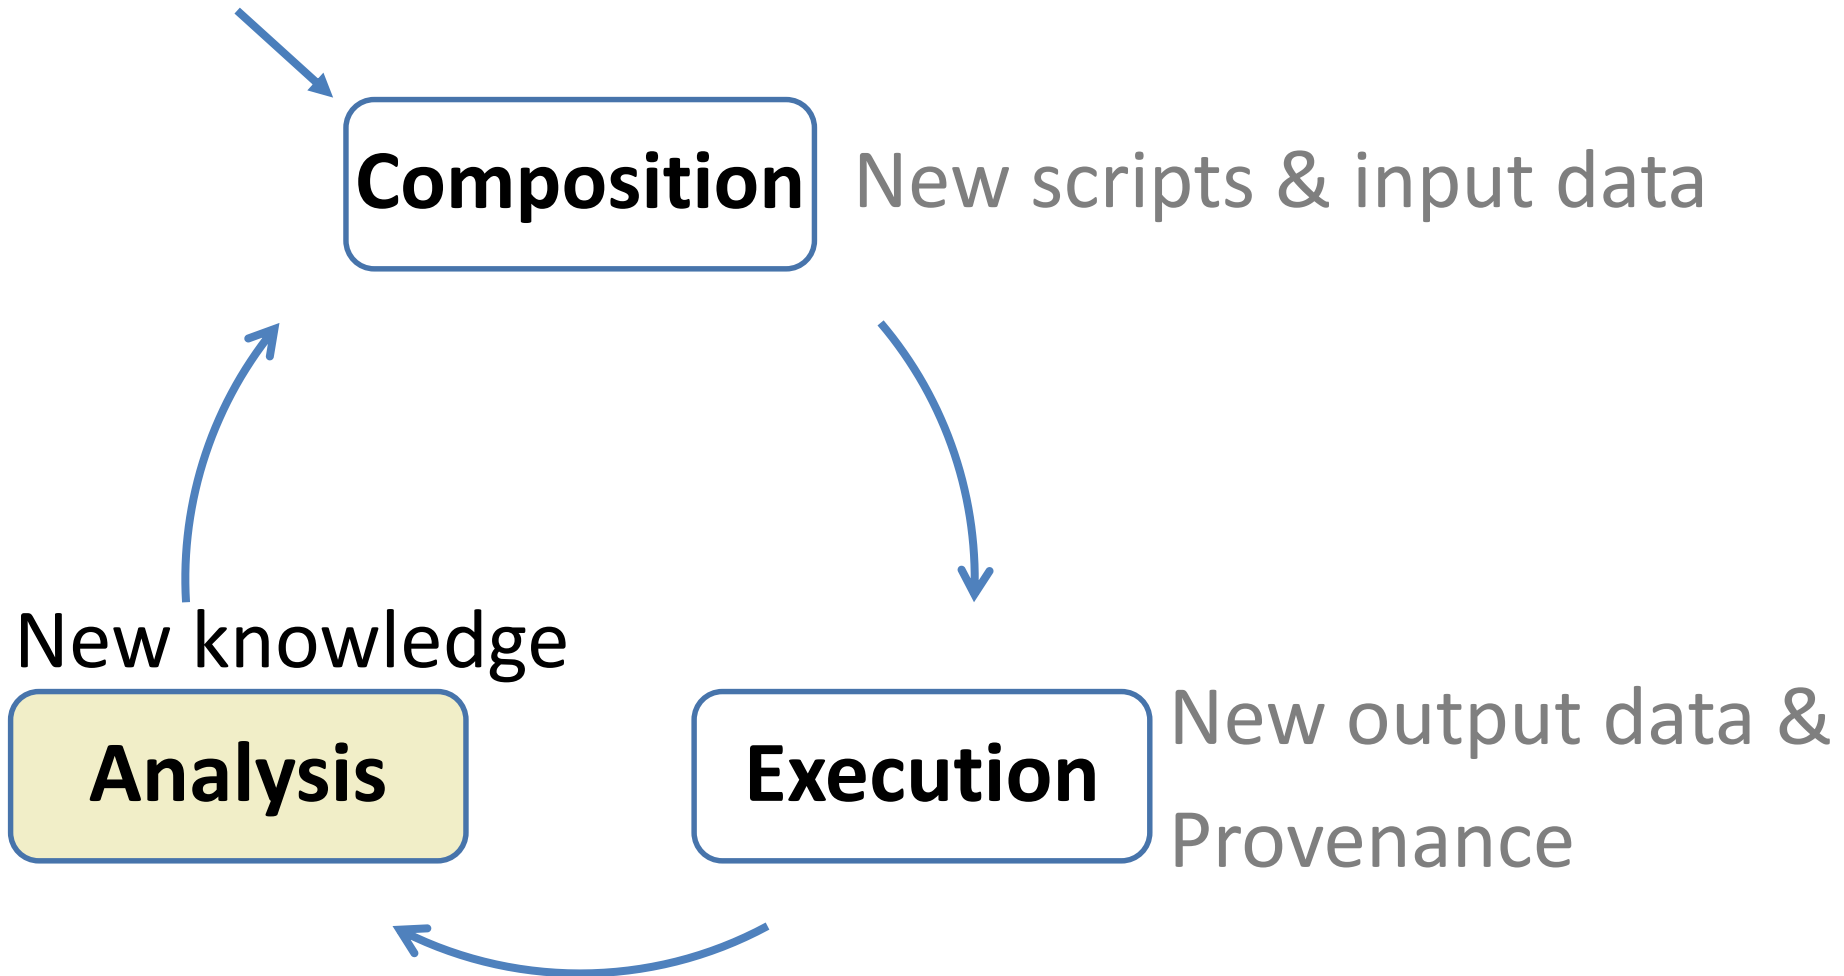 Composition
New scripts & input data
New knowledge
Analysis
Execution
New output data &
Provenance